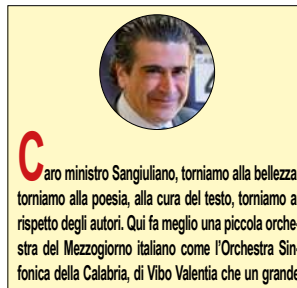 Caro ministro Sangiuliano, torniamo alla bellezza
torniamo alla poesia, alla cura del testo, torniamo a
rispetto degli autori. Qui fa meglio una piccola orche-
stra del Mezzogiorno italiano come l'Orchestra Sin-
fonica della Calabria, di Vibo Valentia che un grande